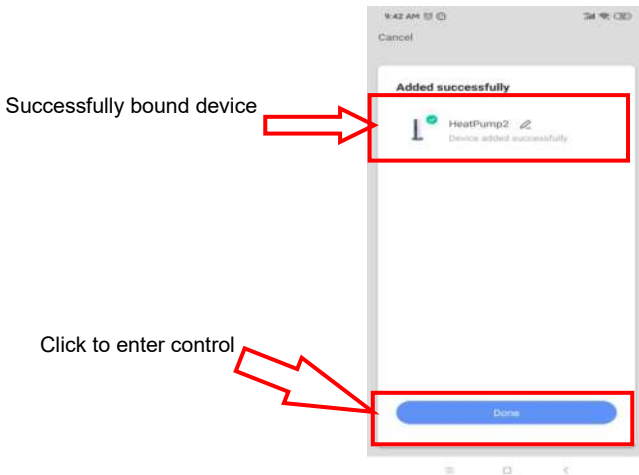 9:42 AM
Cancel
Added successfully
Successfully bound device
HeatPump2
Device added successfully
Click to enter control
Done